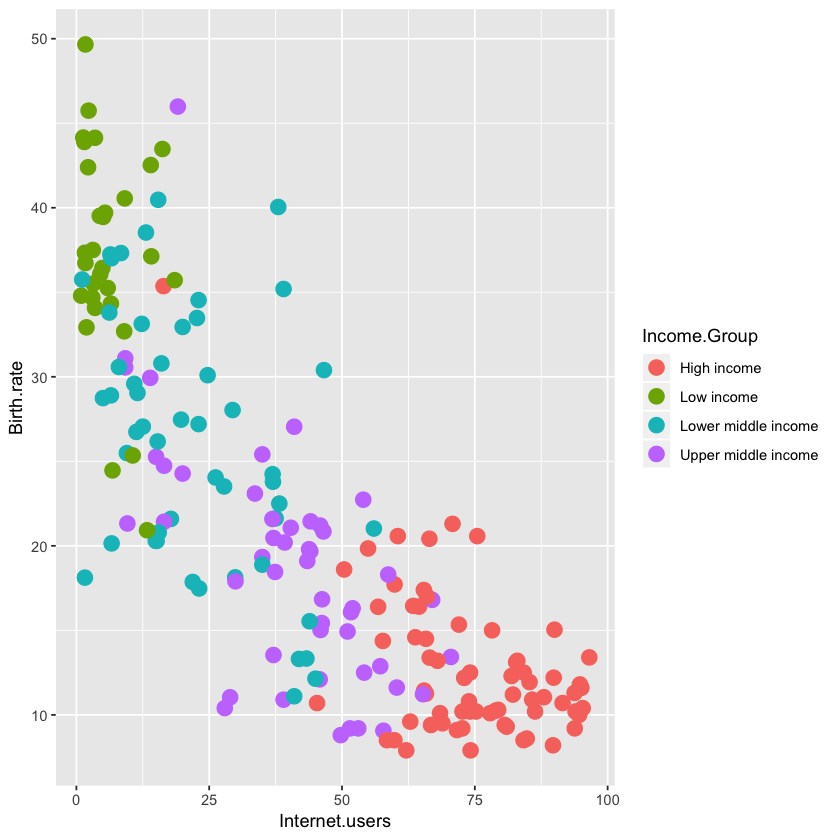 50
40
30
20
10
Birth.rate
0 25 50 75 100
Internet.users
Income.Group
High income
Low income
Lower middle income
Upper middle income